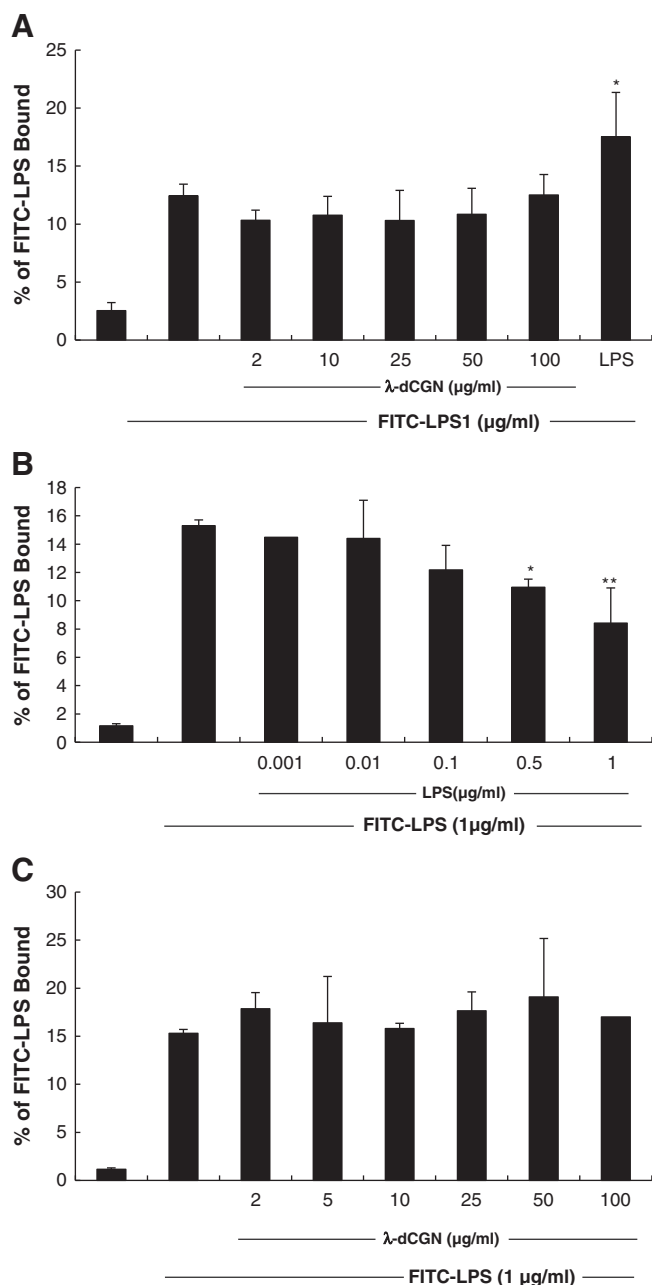 A
% of FITC-LPS Bound
25
20
15
10
5
0
*
2 10 25 50 100 LPS
λ-dCGN (μg/ml)
FITC-LPS1 (μg/ml)
B
% of FITC-LPS Bound
18
16
14
12
10
8
6
4
2
0
*
**
0.001 0.01 0.1 0.5 1
LPS(μg/ml)
FITC-LPS (1μg/ml)
C
% of FITC-LPS Bound
30
25
20
15
10
5
0
2 5 10 25 50 100
λ-dCGN (μg/ml)
FITC-LPS (1 μg/ml)